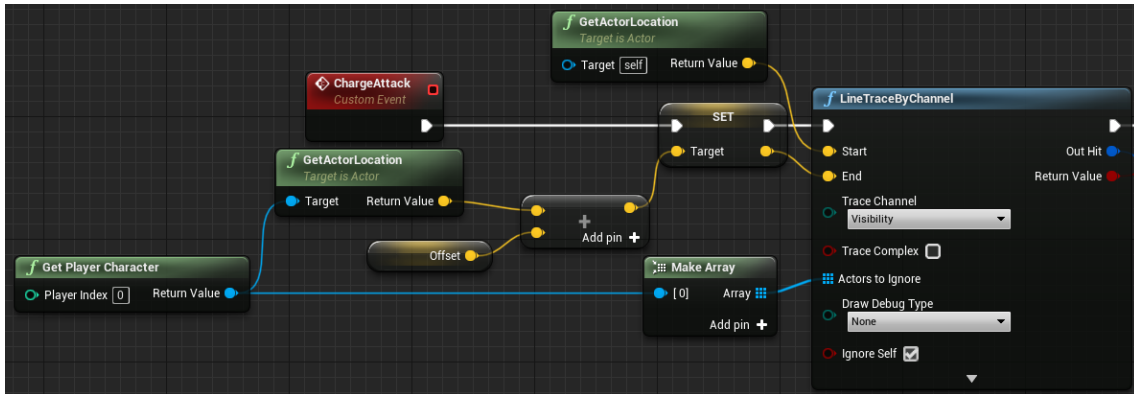 GetActorLocation
Target is Actor
Target self Return Value
ChargeAttack
Custom Event
SET
Target
LineTraceByChannel
Start Out Hit
End Return Value
Trace Channel
Visibility
Trace Complex
Actors to Ignore
Draw Debug Type
None
Ignore Self
GetActorLocation
Target is Actor
Target Return Value
Add pin +
Offset
Get Player Character
Player Index 0 Return Value
Make Array
[0] Array
Add pin +